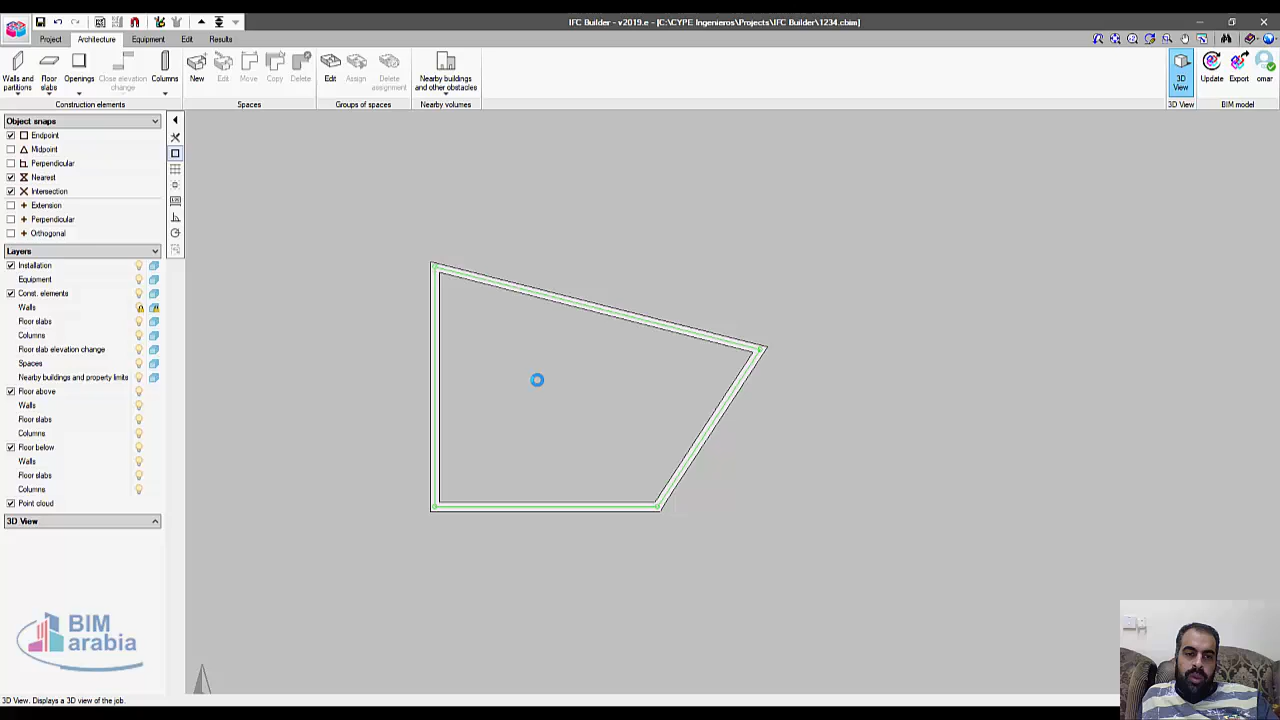 IFC Builder - v2019.e - [C:\CYPE Ingenieros\Projects\IFC Builder\1234.cbim]
Project Architecture Equipment Edit Results
Walls and partitions
Floor slabs
Openings
Close elevation change
Columns
New
Edit
Move
Copy
Delete
Edit
Assign
Delete assignment
Nearby buildings and other obstacles
3D View
Update
Export
omar
Construction elements
Spaces
Groups of spaces
Nearby volumes
3D View
BIM model
Object snaps
Endpoint
Midpoint
Perpendicular
Nearest
Intersection
Extension
Perpendicular
Orthogonal
Layers
Installation
Equipment
Const. elements
Walls
Floor slabs
Columns
Floor slab elevation change
Spaces
Nearby buildings and property limits
Floor above
Walls
Floor slabs
Columns
Floor below
Walls
Floor slabs
Columns
Point cloud
3D View
BIM
arabia
3D View. Displays a 3D view of the job.